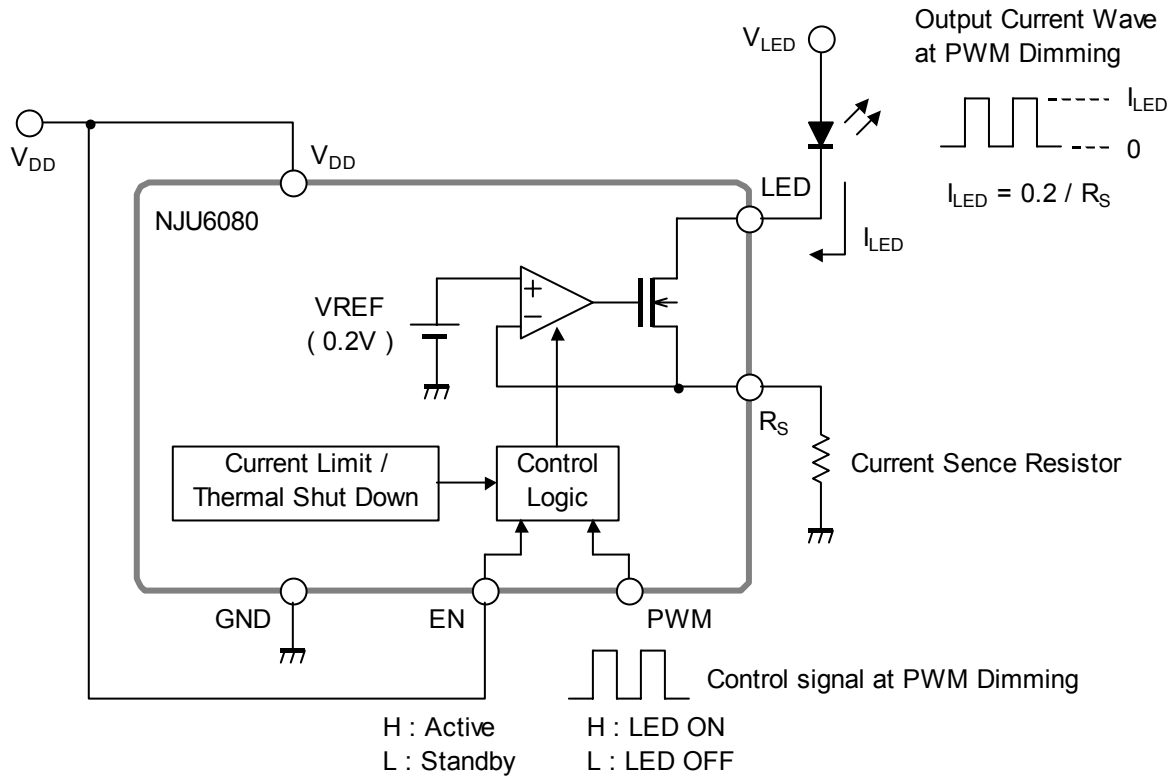 Output Current Wave
at PWM Dimming
V_LED
I_LED
0
I_LED = 0.2 / R_S
V_DD
V_DD
LED
NJU6080
I_LED
VREF
( 0.2V )
+
−
R_S
Current Limit /
Thermal Shut Down
Control
Logic
Current Sence Resistor
GND
EN
PWM
Control signal at PWM Dimming
H : Active
L : Standby
H : LED ON
L : LED OFF